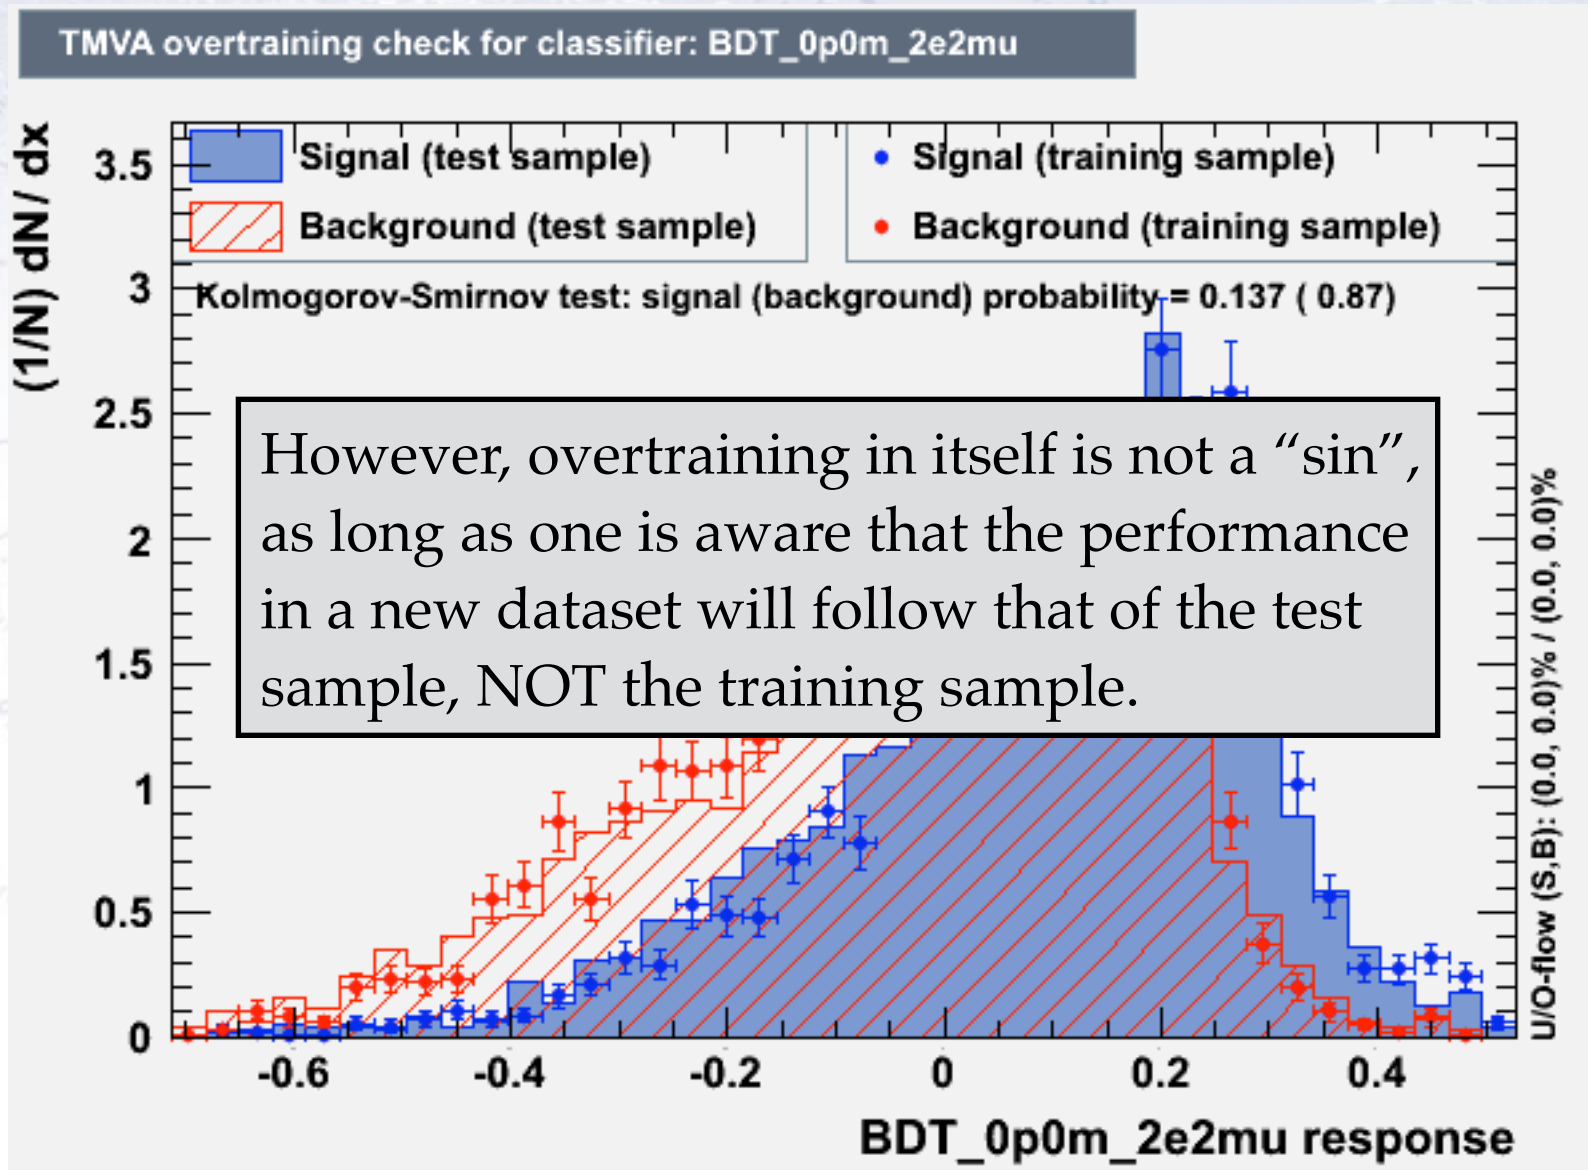 TMVA overtraining check for classifier: BDT_0p0m_2e2mu
(1/N) dN / dx
3.5
3
2.5
2
1.5
1
0.5
0
Signal (test sample)
Background (test sample)
Signal (training sample)
Background (training sample)
Kolmogorov-Smirnov test: signal (background) probability = 0.137 ( 0.87)
However, overtraining in itself is not a “sin”,
as long as one is aware that the performance
in a new dataset will follow that of the test
sample, NOT the training sample.
U/O-flow (S,B): (0.0, 0.0)% / (0.0, 0.0)%
-0.6
-0.4
-0.2
0
0.2
0.4
BDT_0p0m_2e2mu response